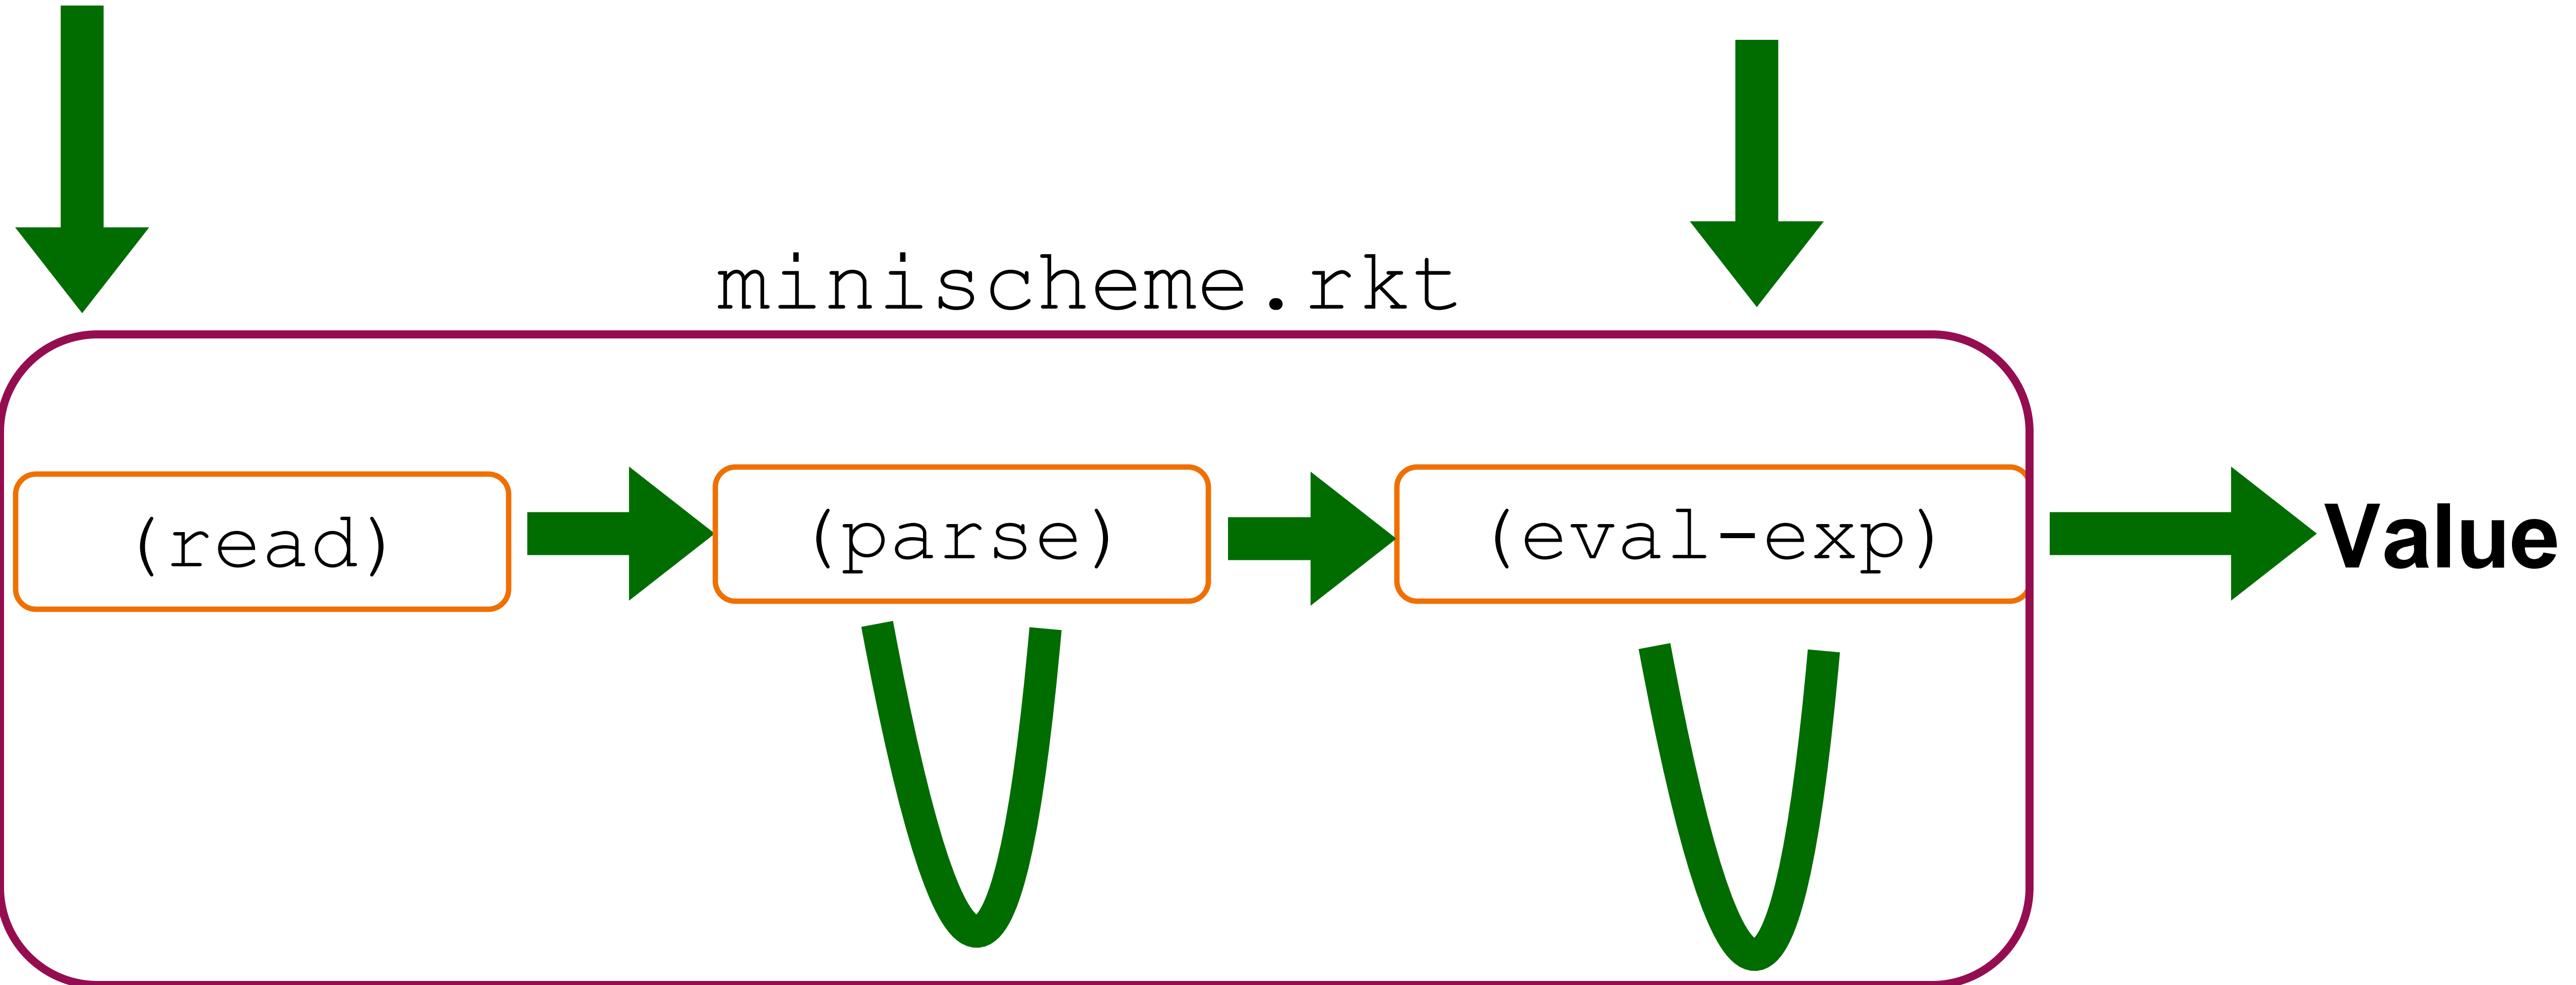 minischeme.rkt
(read)
(parse)
(eval-exp)
Value